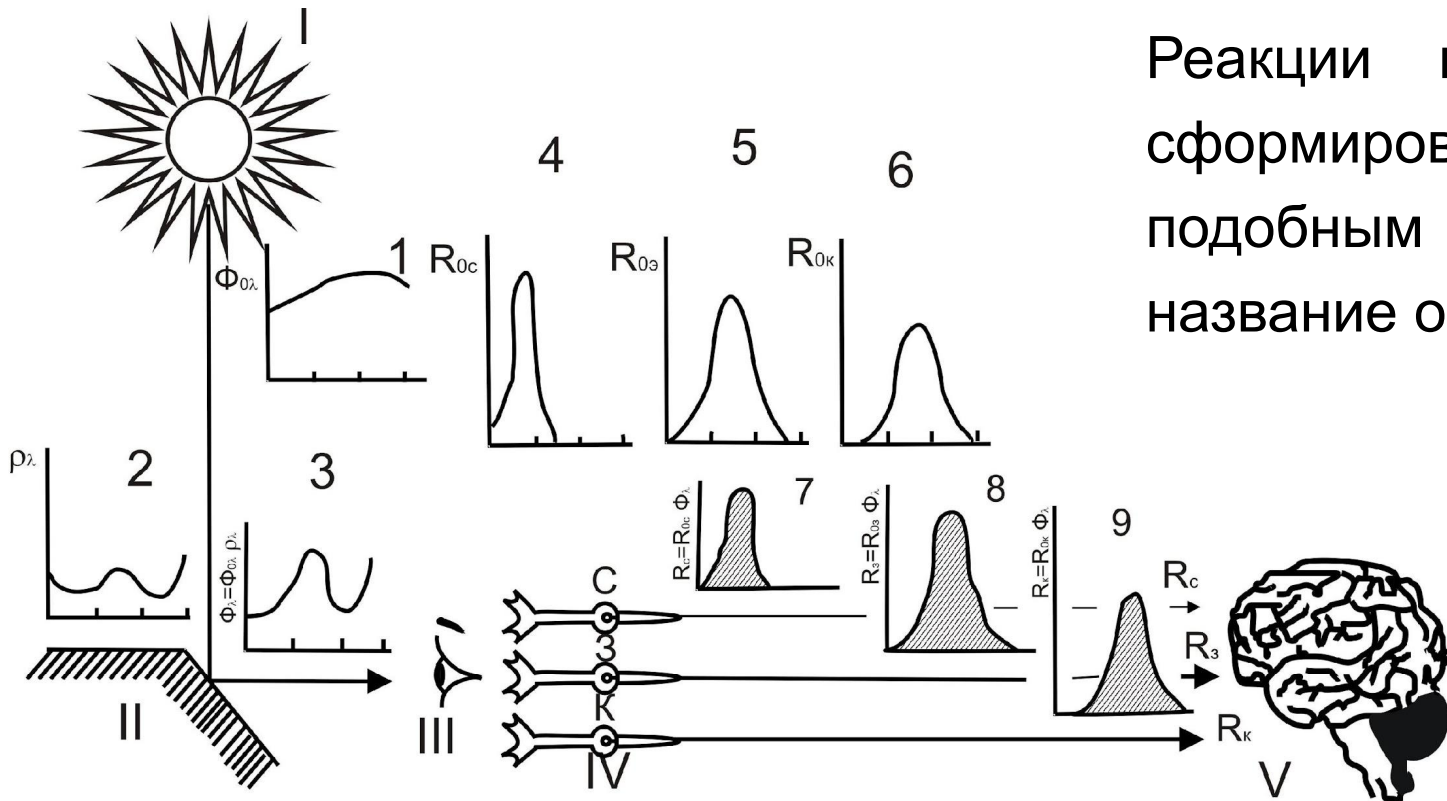 I
Реакции
сформиров
подобным
название о
4
5
6
1
Φ0λ
R0с
R0э
R0к
ρλ
2
3
Φλ=Φ0λ ρλ
7
8
9
Rс=R0с Φλ
Rз=R0з Φλ
Rк=R0к Φλ
С
З
К
Rс
Rз
Rк
II
III
IV
V